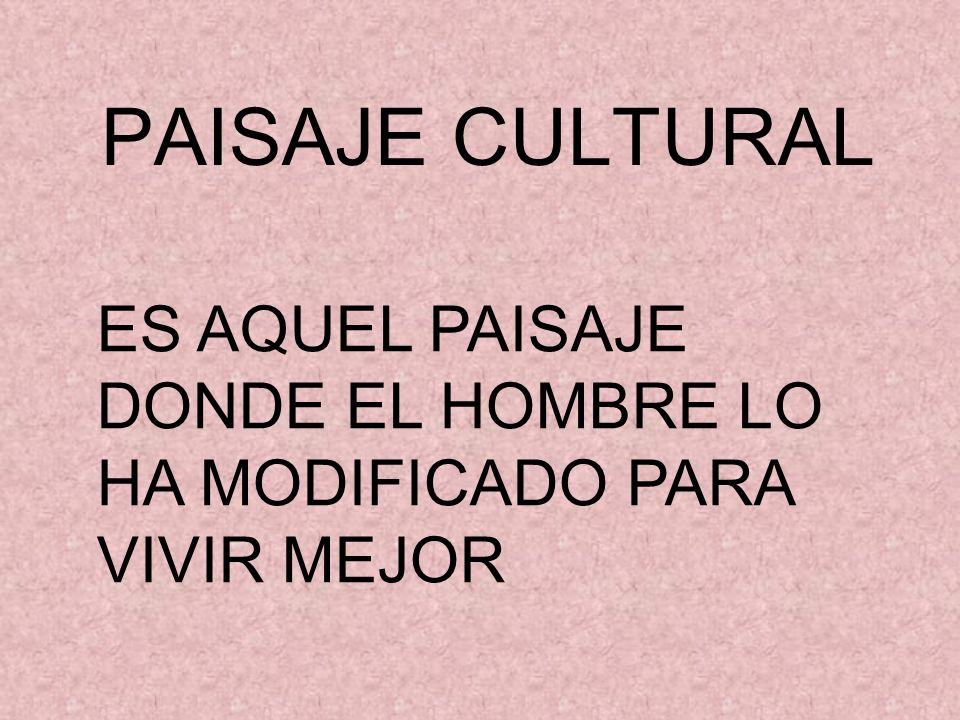 PAISAJE CULTURAL
ES AQUEL PAISAJE
DONDE EL HOMBRE LO
HA MODIFICADO PARA
VIVIR MEJOR